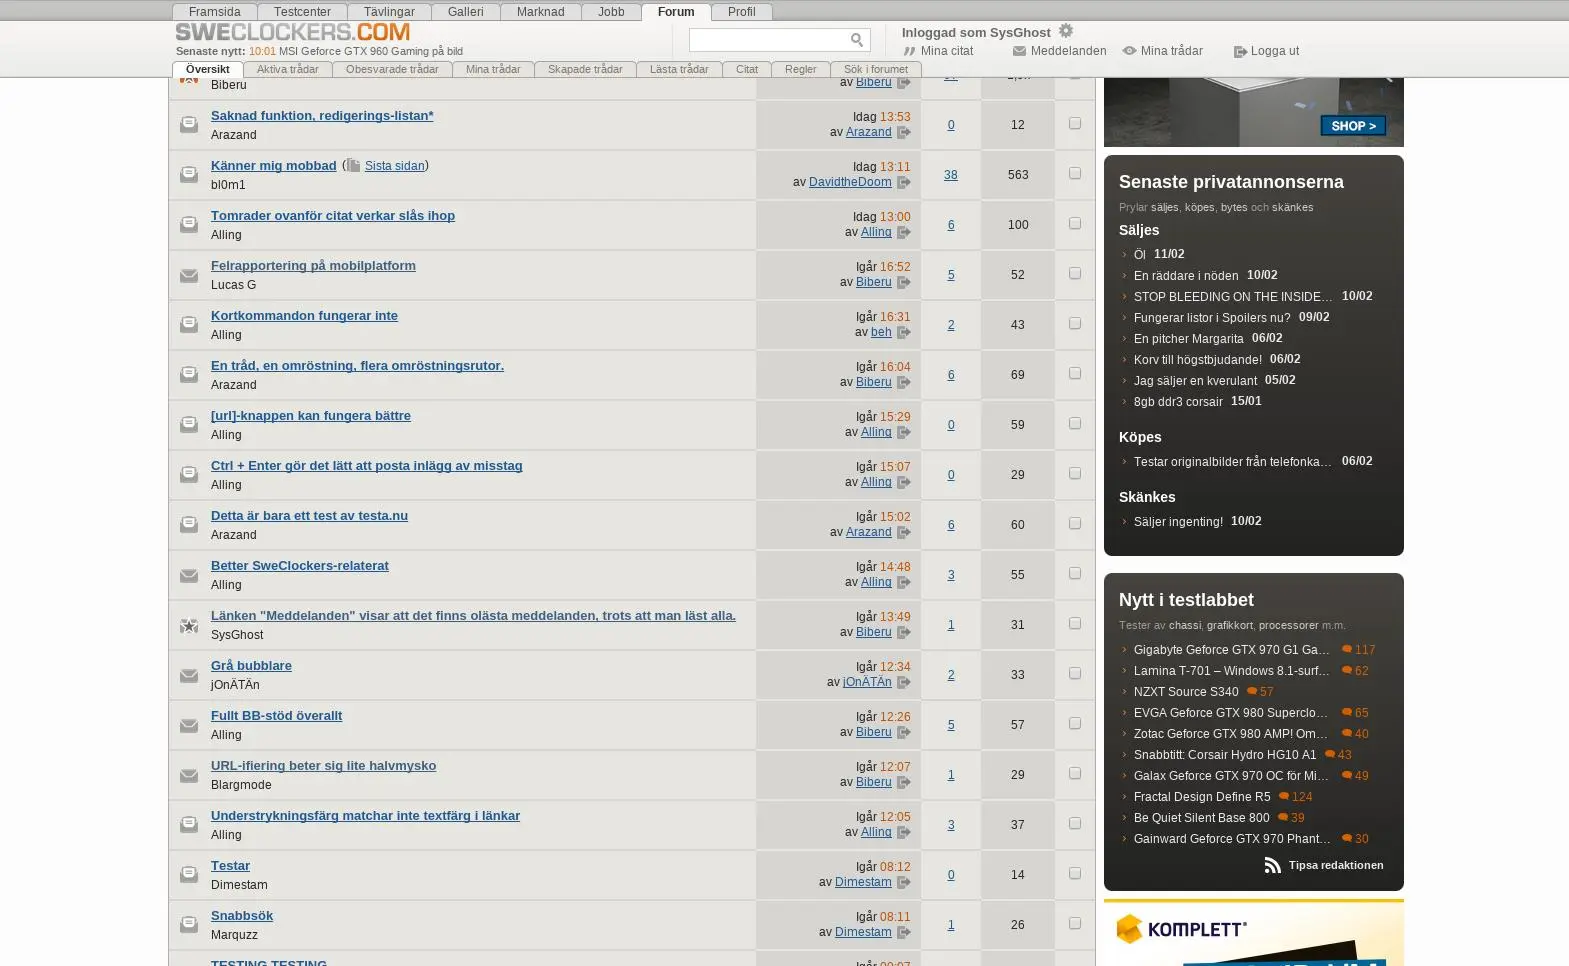 Framsida Testcenter Tävlingar Galleri Marknad Jobb Forum Profil
SWECLOCKERS.COM
Senaste nytt: 10:01 MSI Geforce GTX 960 Gaming på bild
Inloggad som SysGhost
Mina citat Meddelanden Mina trådar Logga ut
Översikt Aktiva trådar Obesvarade trådar Mina trådar Skapade trådar Lästa trådar Citat Regler Sök i forumet
Biberu
av Biberu
Saknad funktion, redigerings-listan*
Arazand
Idag 13:53
av Arazand
0
12
Känner mig mobbad (Sista sidan)
bl0m1
Idag 13:11
av DavidtheDoom
38
563
Tomrader ovanför citat verkar slås ihop
Alling
Idag 13:00
av Alling
6
100
Felrapportering på mobilplatform
Lucas G
Igår 16:52
av Biberu
5
52
Kortkommandon fungerar inte
Alling
Igår 16:31
av beh
2
43
En tråd, en omröstning, flera omröstningsrutor.
Arazand
Igår 16:04
av Biberu
6
69
[url]-knappen kan fungera bättre
Alling
Igår 15:29
av Alling
0
59
Ctrl + Enter gör det lätt att posta inlägg av misstag
Alling
Igår 15:07
av Alling
0
29
Detta är bara ett test av testa.nu
Arazand
Igår 15:02
av Arazand
6
60
Better SweClockers-relaterat
Alling
Igår 14:48
av Alling
3
55
Länken "Meddelanden" visar att det finns olästa meddelanden, trots att man läst alla.
SysGhost
Igår 13:49
av Biberu
1
31
Grå bubblare
jOnÄTÄn
Igår 12:34
av jOnÄTÄn
2
33
Fullt BB-stöd överallt
Alling
Igår 12:26
av Biberu
5
57
URL-ifiering beter sig lite halvmysko
Blargmode
Igår 12:07
av Biberu
1
29
Understrykningsfärg matchar inte textfärg i länkar
Alling
Igår 12:05
av Alling
3
37
Testar
Dimestam
Igår 08:12
av Dimestam
0
14
Snabbsök
Marquzz
Igår 08:11
av Dimestam
1
26
TESTING TESTING
SHOP >
Senaste privatannonserna
Prylar säljes, köpes, bytes och skänkes
Säljes
Öl 11/02
En räddare i nöden 10/02
STOP BLEEDING ON THE INSIDE... 10/02
Fungerar listor i Spoilers nu? 09/02
En pitcher Margarita 06/02
Korv till högstbjudande! 06/02
Jag säljer en kverulant 05/02
8gb ddr3 corsair 15/01
Köpes
Testar originalbilder från telefonka... 06/02
Skänkes
Säljer ingenting! 10/02
Nytt i testlabbet
Tester av chassi, grafikkort, processorer m.m.
Gigabyte Geforce GTX 970 G1 Ga... 117
Lamina T-701 – Windows 8.1-surf... 62
NZXT Source S340 57
EVGA Geforce GTX 980 Superclo... 65
Zotac Geforce GTX 980 AMP! Om... 40
Snabbtitt: Corsair Hydro HG10 A1 43
Galax Geforce GTX 970 OC för Mi... 49
Fractal Design Define R5 124
Be Quiet Silent Base 800 39
Gainward Geforce GTX 970 Phant... 30
Tipsa redaktionen
KOMPLETT